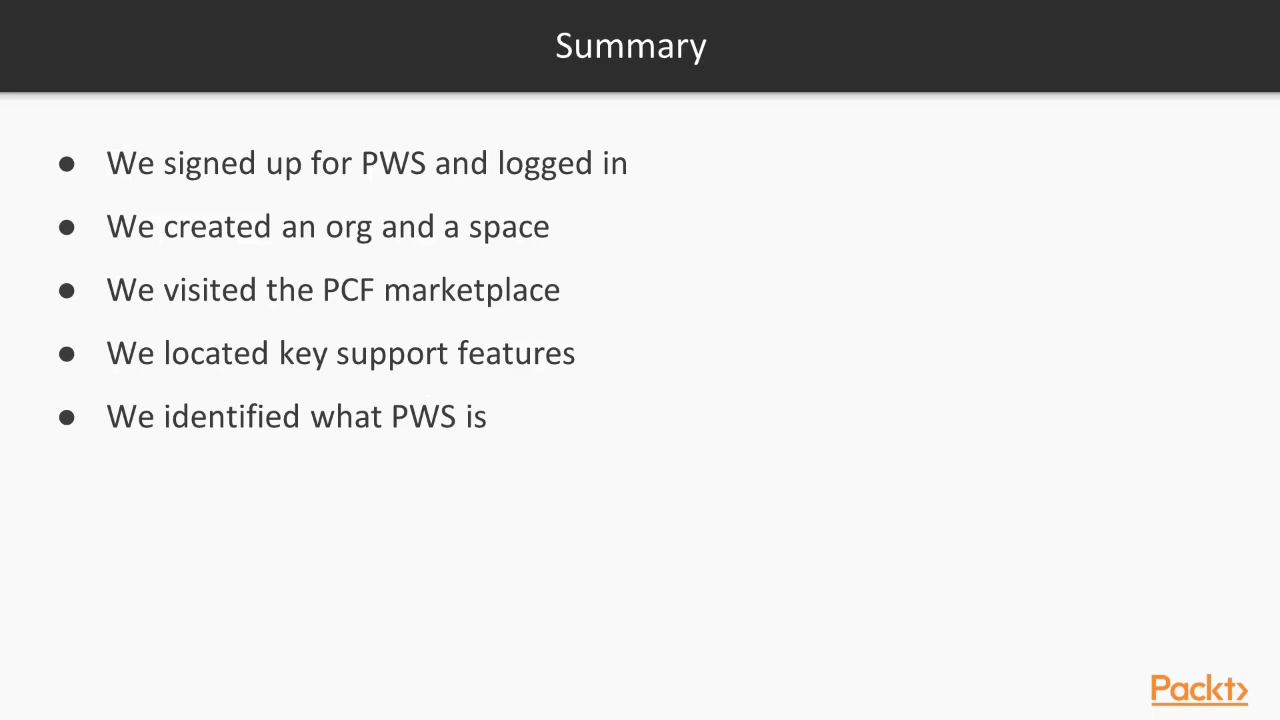 Summary
● We signed up for PWS and logged in
● We created an org and a space
● We visited the PCF marketplace
● We located key support features
● We identified what PWS is
Packt>